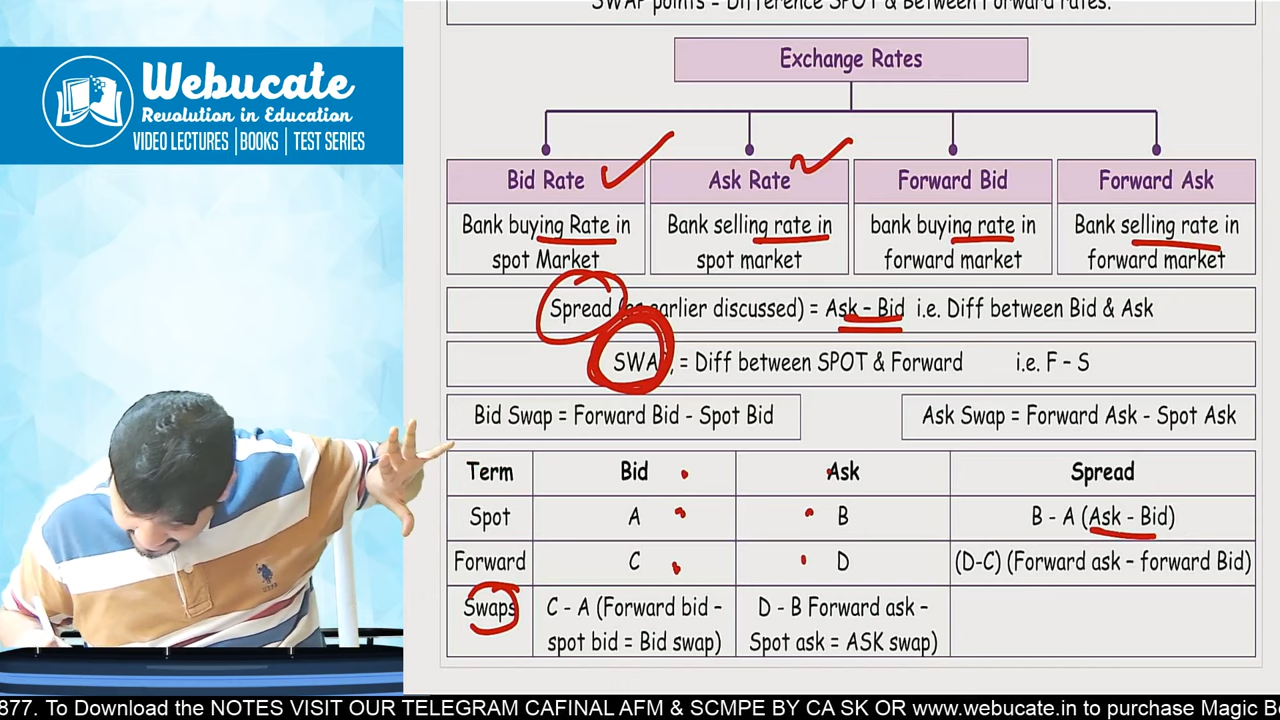 SWAP points = Difference SPOT & Between Forward rates.
Webucate
Revolution in Education
VIDEO LECTURES | BOOKS | TEST SERIES
Exchange Rates
Bid Rate
Bank buying Rate in
spot Market
Ask Rate
Bank selling rate in
spot market
Forward Bid
bank buying rate in
forward market
Forward Ask
Bank selling rate in
forward market
Spread (as earlier discussed) = Ask – Bid i.e. Diff between Bid & Ask
SWAP = Diff between SPOT & Forward i.e. F – S
Bid Swap = Forward Bid - Spot Bid
Ask Swap = Forward Ask - Spot Ask
Term Bid Ask Spread
Spot A B B - A (Ask - Bid)
Forward C D (D-C) (Forward ask – forward Bid)
Swaps C - A (Forward bid – D - B Forward ask –
spot bid = Bid swap) Spot ask = ASK swap)
877. To Download the NOTES VISIT OUR TELEGRAM CAFINAL AFM & SCMPE BY CA SK OR www.webucate.in to purchase Magic Bo